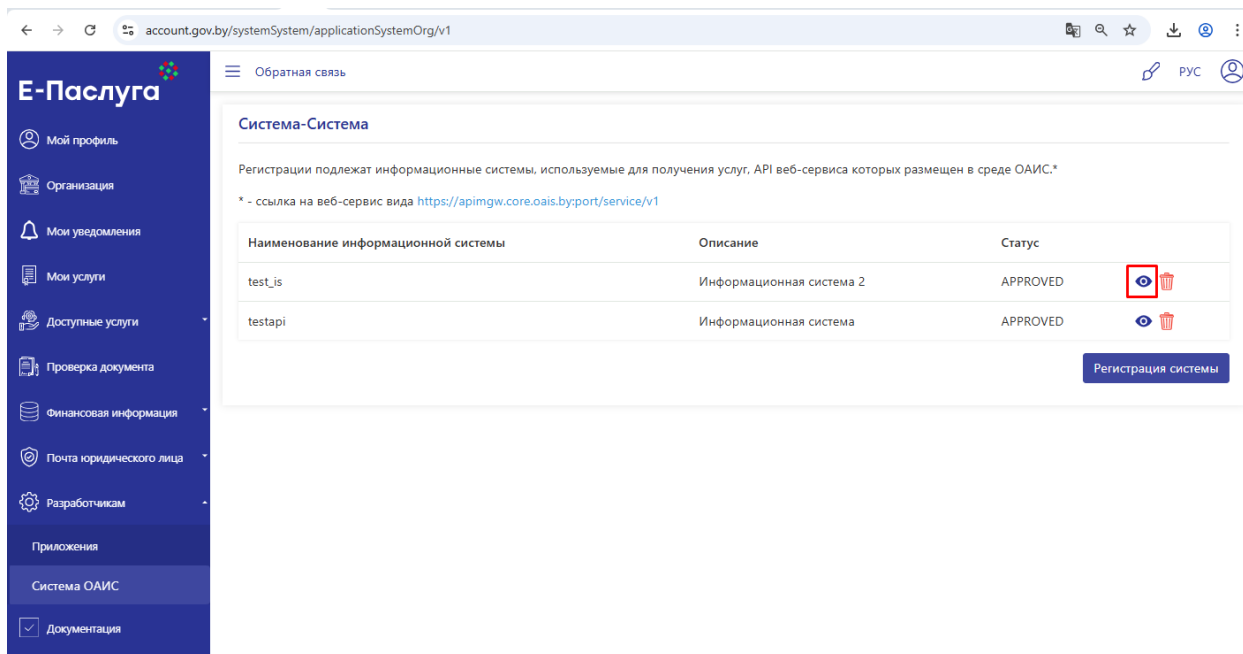 account.gov.by/systemSystem/applicationSystemOrg/v1
Е-Паслуга
Обратная связь
РУС
Мой профиль
Организация
Мои уведомления
Мои услуги
Доступные услуги
Проверка документа
Финансовая информация
Почта юридического лица
Разработчикам
Приложения
Система ОАИС
Документация
Система-Система
Регистрации подлежат информационные системы, используемые для получения услуг, API веб-сервиса которых размещен в среде ОАИС.*
* - ссылка на веб-сервис вида https://apimgw.core.oais.by:port/service/v1
Наименование информационной системы Описание Статус
test_is Информационная система 2 APPROVED
testapi Информационная система APPROVED
Регистрация системы